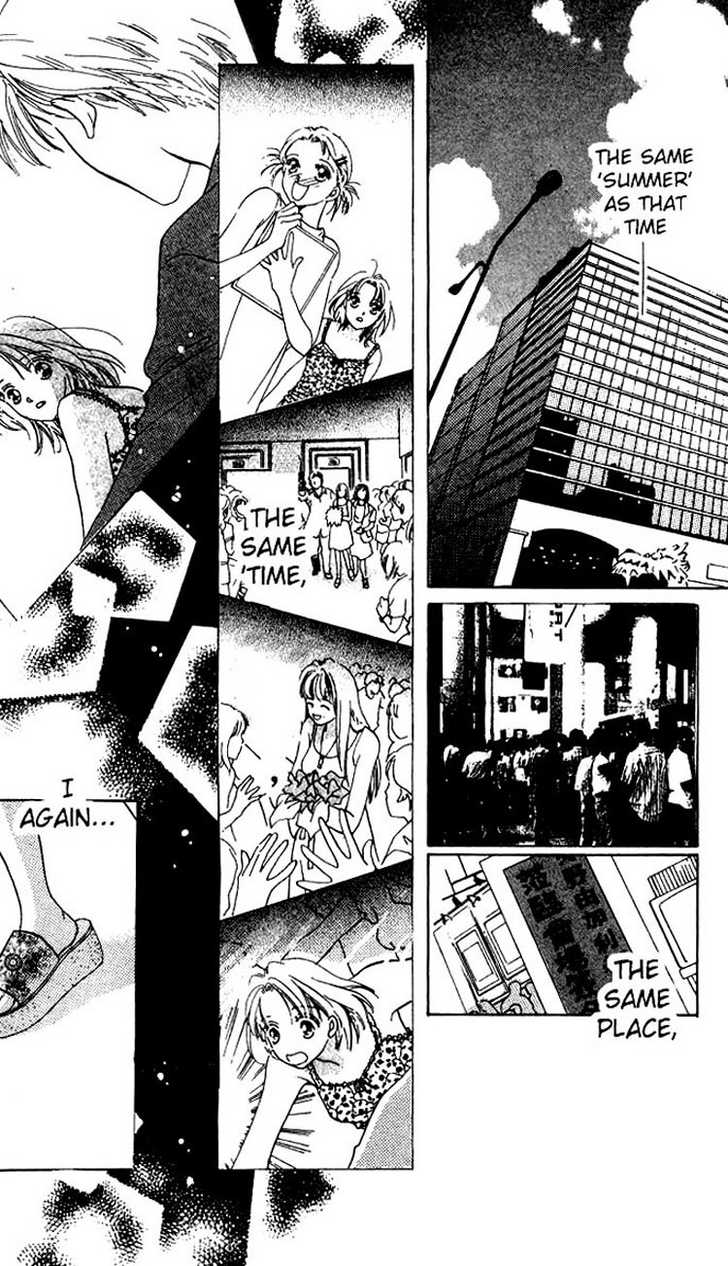 THE SAME
'SUMMER'
AS THAT
TIME
THE
SAME
PLACE,
THE
SAME
'TIME,
,
I
AGAIN...